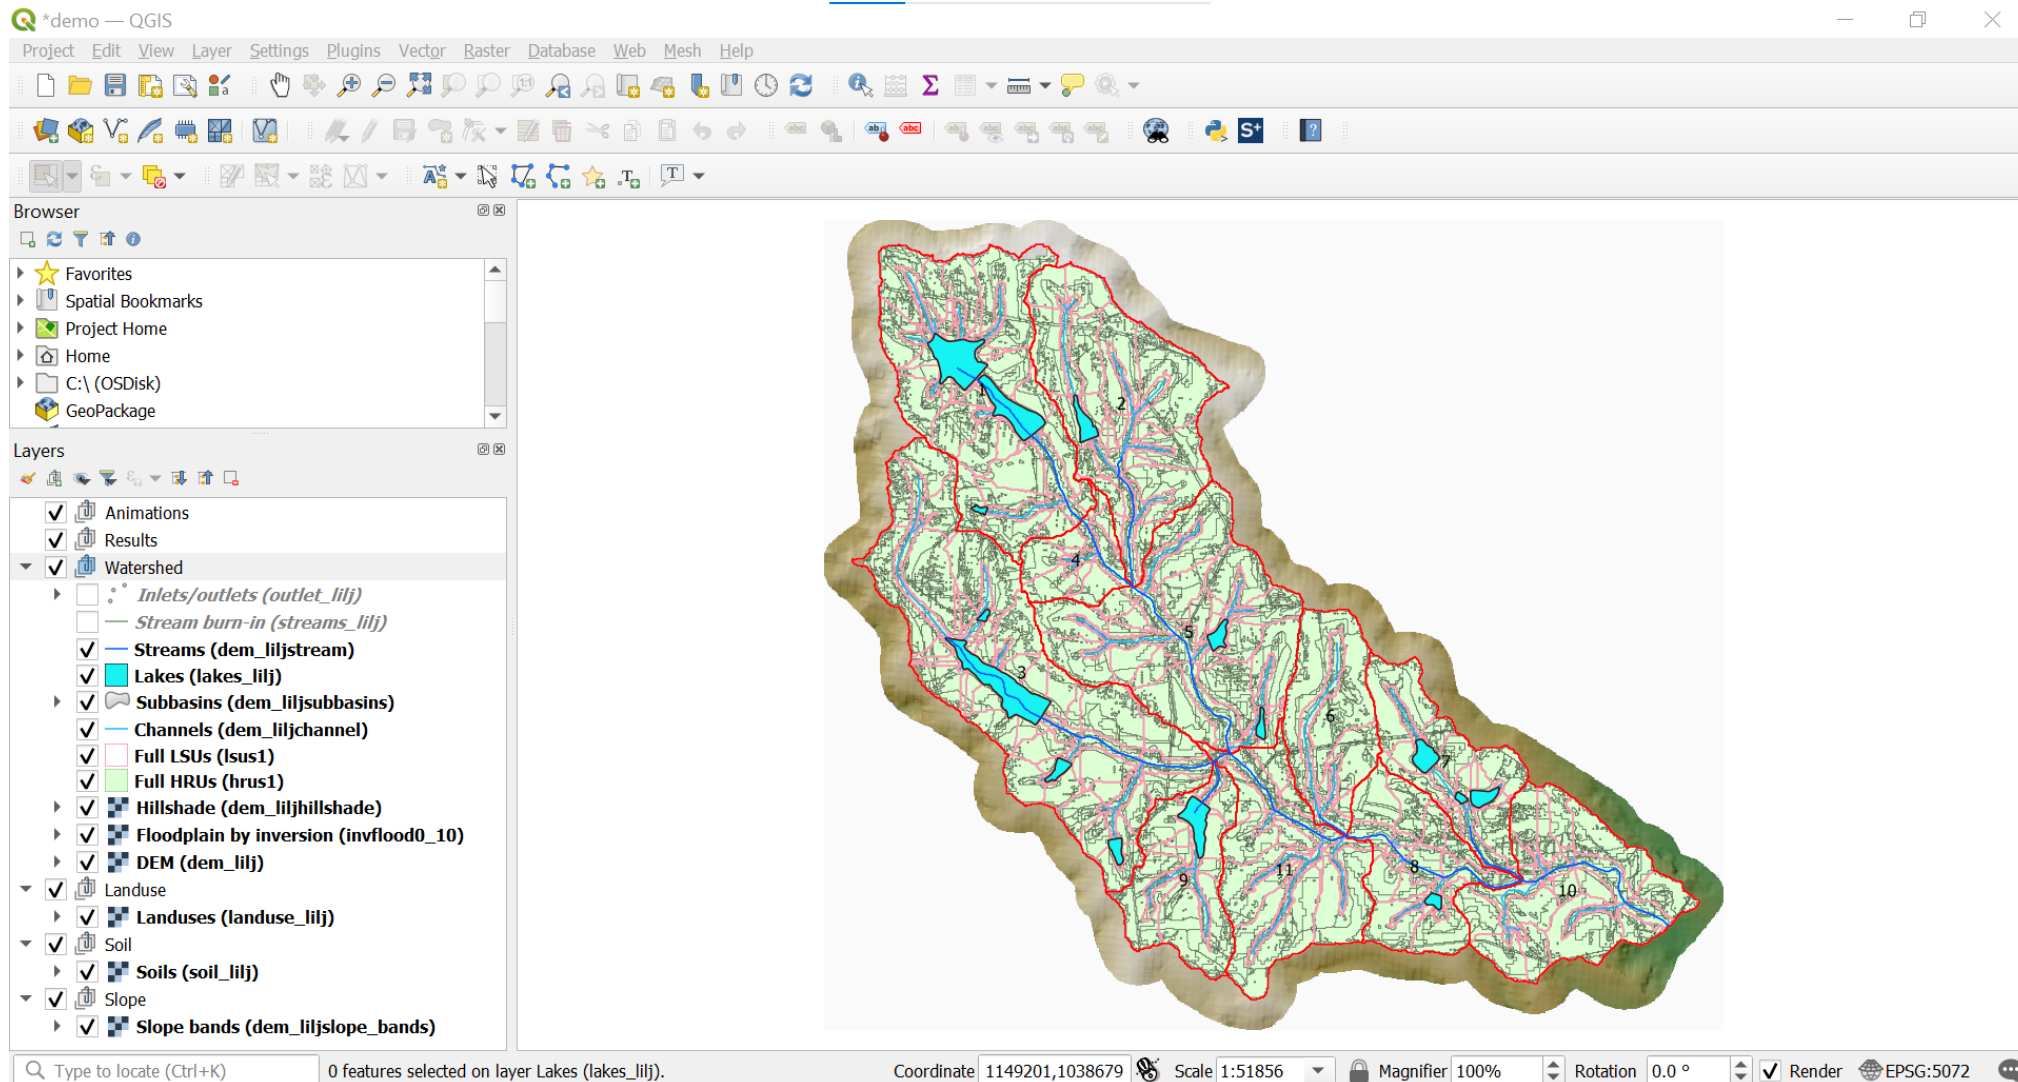 *demo — QGIS
Project Edit View Layer Settings Plugins Vector Raster Database Web Mesh Help
Browser
Favorites
Spatial Bookmarks
Project Home
Home
C:\ (OSDisk)
GeoPackage
Layers
Animations
Results
Watershed
Inlets/outlets (outlet_lilj)
Stream burn-in (streams_lilj)
Streams (dem_liljstream)
Lakes (lakes_lilj)
Subbasins (dem_liljsubbasins)
Channels (dem_liljchannel)
Full LSUs (lsus1)
Full HRUs (hrus1)
Hillshade (dem_liljhillshade)
Floodplain by inversion (invflood0_10)
DEM (dem_lilj)
Landuse
Landuses (landuse_lilj)
Soil
Soils (soil_lilj)
Slope
Slope bands (dem_liljslope_bands)
1
2
4
5
3
6
7
8
9
11
10
Type to locate (Ctrl+K) 0 features selected on layer Lakes (lakes_lilj). Coordinate 1149201,1038679 Scale 1:51856 Magnifier 100% Rotation 0.0 ° Render EPSG:5072